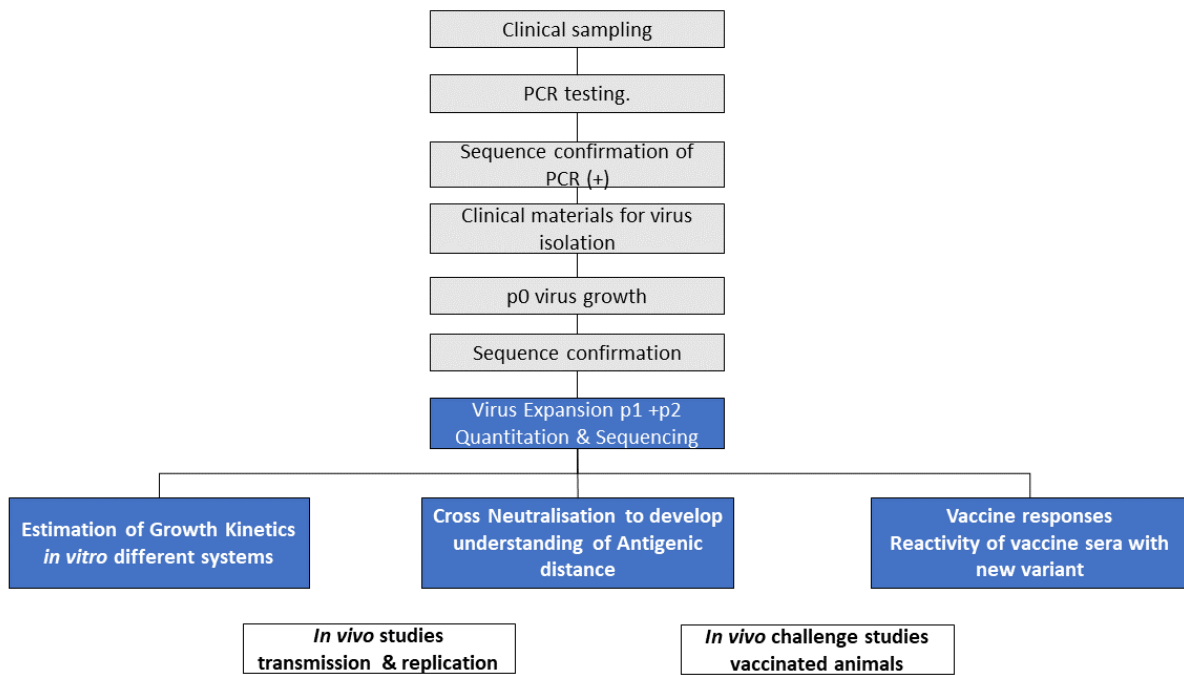 Clinical sampling
PCR testing.
Sequence confirmation of
PCR (+)
Clinical materials for virus
isolation
p0 virus growth
Sequence confirmation
Virus Expansion p1 +p2
Quantitation & Sequencing
Estimation of Growth Kinetics
in vitro different systems
Cross Neutralisation to develop
understanding of Antigenic
distance
Vaccine responses
Reactivity of vaccine sera with
new variant
In vivo studies
transmission & replication
In vivo challenge studies
vaccinated animals